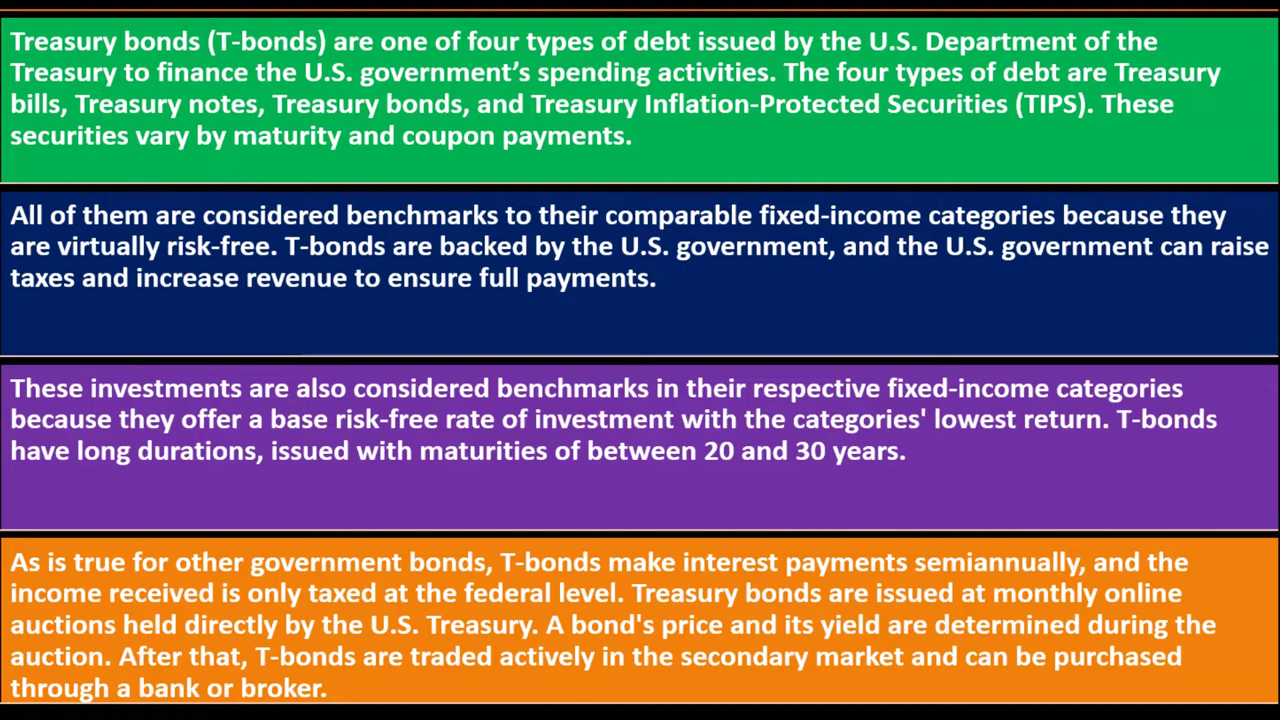 Treasury bonds (T-bonds) are one of four types of debt issued by the U.S. Department of the
Treasury to finance the U.S. government’s spending activities. The four types of debt are Treasury
bills, Treasury notes, Treasury bonds, and Treasury Inflation-Protected Securities (TIPS). These
securities vary by maturity and coupon payments.
All of them are considered benchmarks to their comparable fixed-income categories because they
are virtually risk-free. T-bonds are backed by the U.S. government, and the U.S. government can raise
taxes and increase revenue to ensure full payments.
These investments are also considered benchmarks in their respective fixed-income categories
because they offer a base risk-free rate of investment with the categories' lowest return. T-bonds
have long durations, issued with maturities of between 20 and 30 years.
As is true for other government bonds, T-bonds make interest payments semiannually, and the
income received is only taxed at the federal level. Treasury bonds are issued at monthly online
auctions held directly by the U.S. Treasury. A bond's price and its yield are determined during the
auction. After that, T-bonds are traded actively in the secondary market and can be purchased
through a bank or broker.